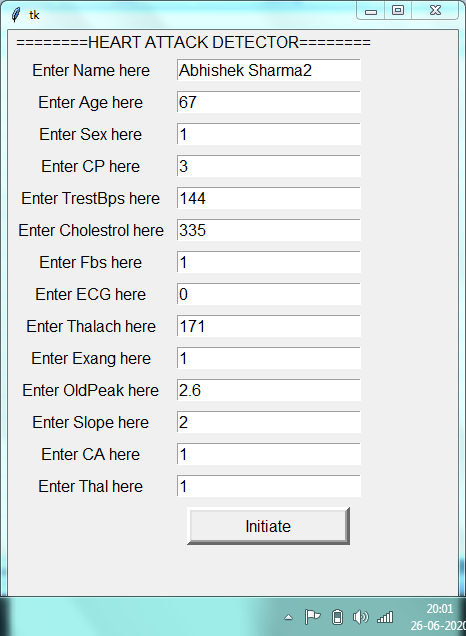 tk
========HEART ATTACK DETECTOR========
Enter Name here Abhishek Sharma2
Enter Age here 67
Enter Sex here 1
Enter CP here 3
Enter TrestBps here 144
Enter Cholestrol here 335
Enter Fbs here 1
Enter ECG here 0
Enter Thalach here 171
Enter Exang here 1
Enter OldPeak here 2.6
Enter Slope here 2
Enter CA here 1
Enter Thal here 1
Initiate
20:01
26-06-2020